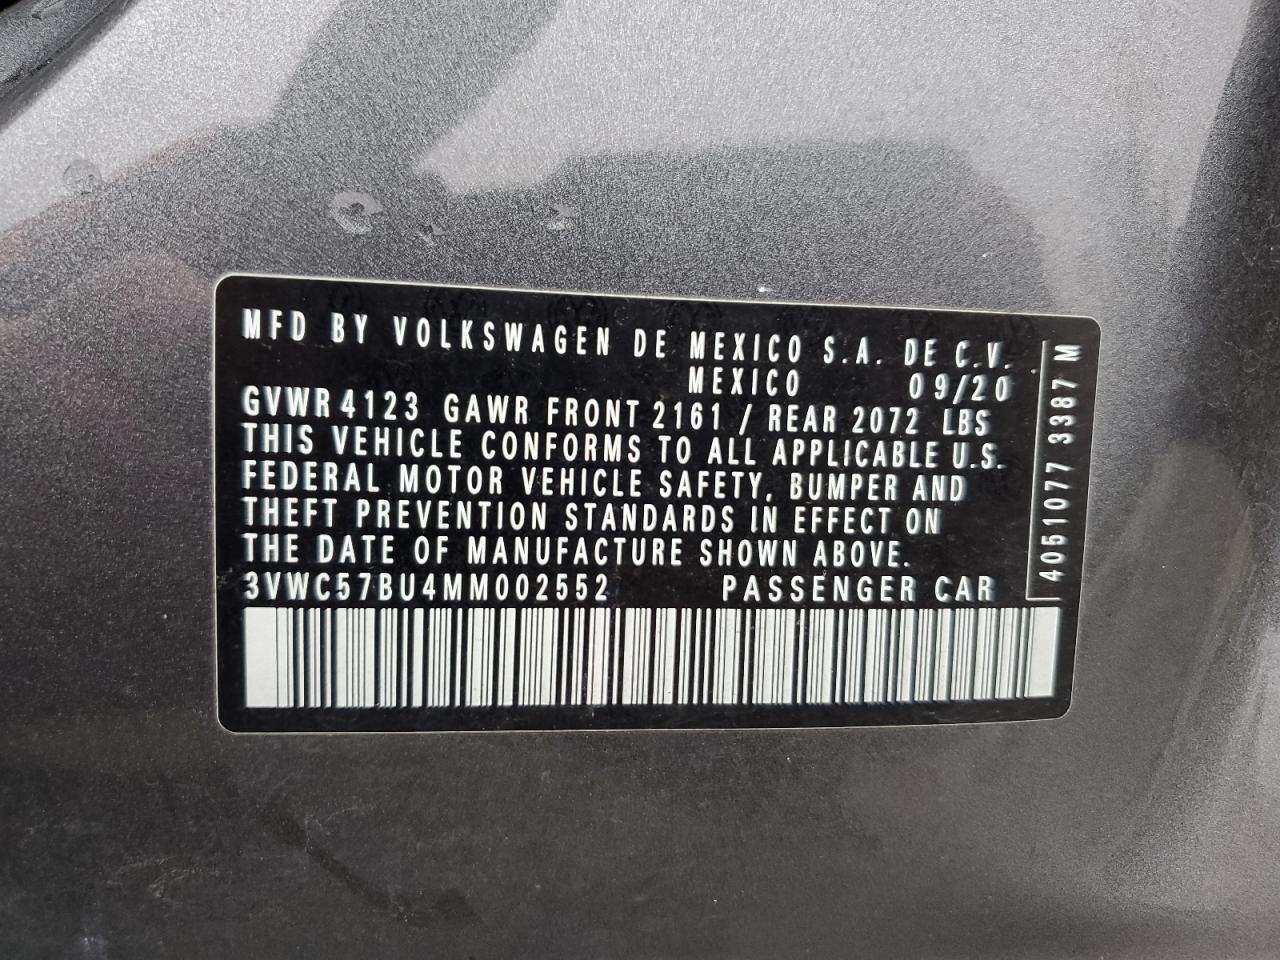 MFD BY VOLKSWAGEN DE MEXICO S.A. DE C.V.
MEXICO 09/20
GVWR 4123 GAWR FRONT 2161 / REAR 2072 LBS
THIS VEHICLE CONFORMS TO ALL APPLICABLE U.S.
FEDERAL MOTOR VEHICLE SAFETY, BUMPER AND
THEFT PREVENTION STANDARDS IN EFFECT ON
THE DATE OF MANUFACTURE SHOWN ABOVE.
3VWC57BU4MM002552 PASSENGER CAR
4051077 3387 M